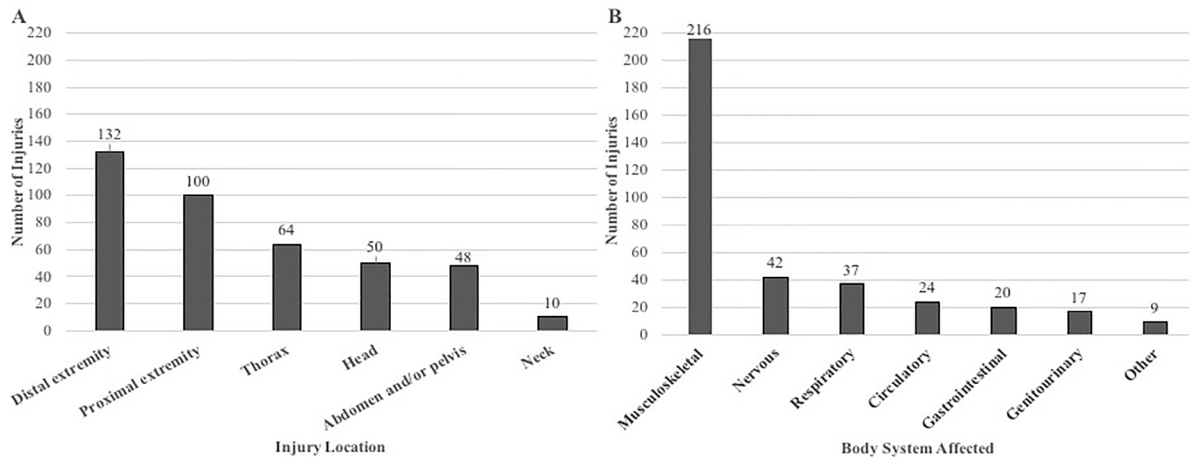 A
Number of Injuries
220
200
180
160
140
120
100
80
60
40
20
0
132
100
64
50
48
10
Distal extremity
Proximal extremity
Thorax
Head
Abdomen and/or pelvis
Neck
Injury Location
B
Number of Injuries
220
200
180
160
140
120
100
80
60
40
20
0
216
42
37
24
20
17
9
Musculoskeletal
Nervous
Respiratory
Circulatory
Gastrointestinal
Genitourinary
Other
Body System Affected